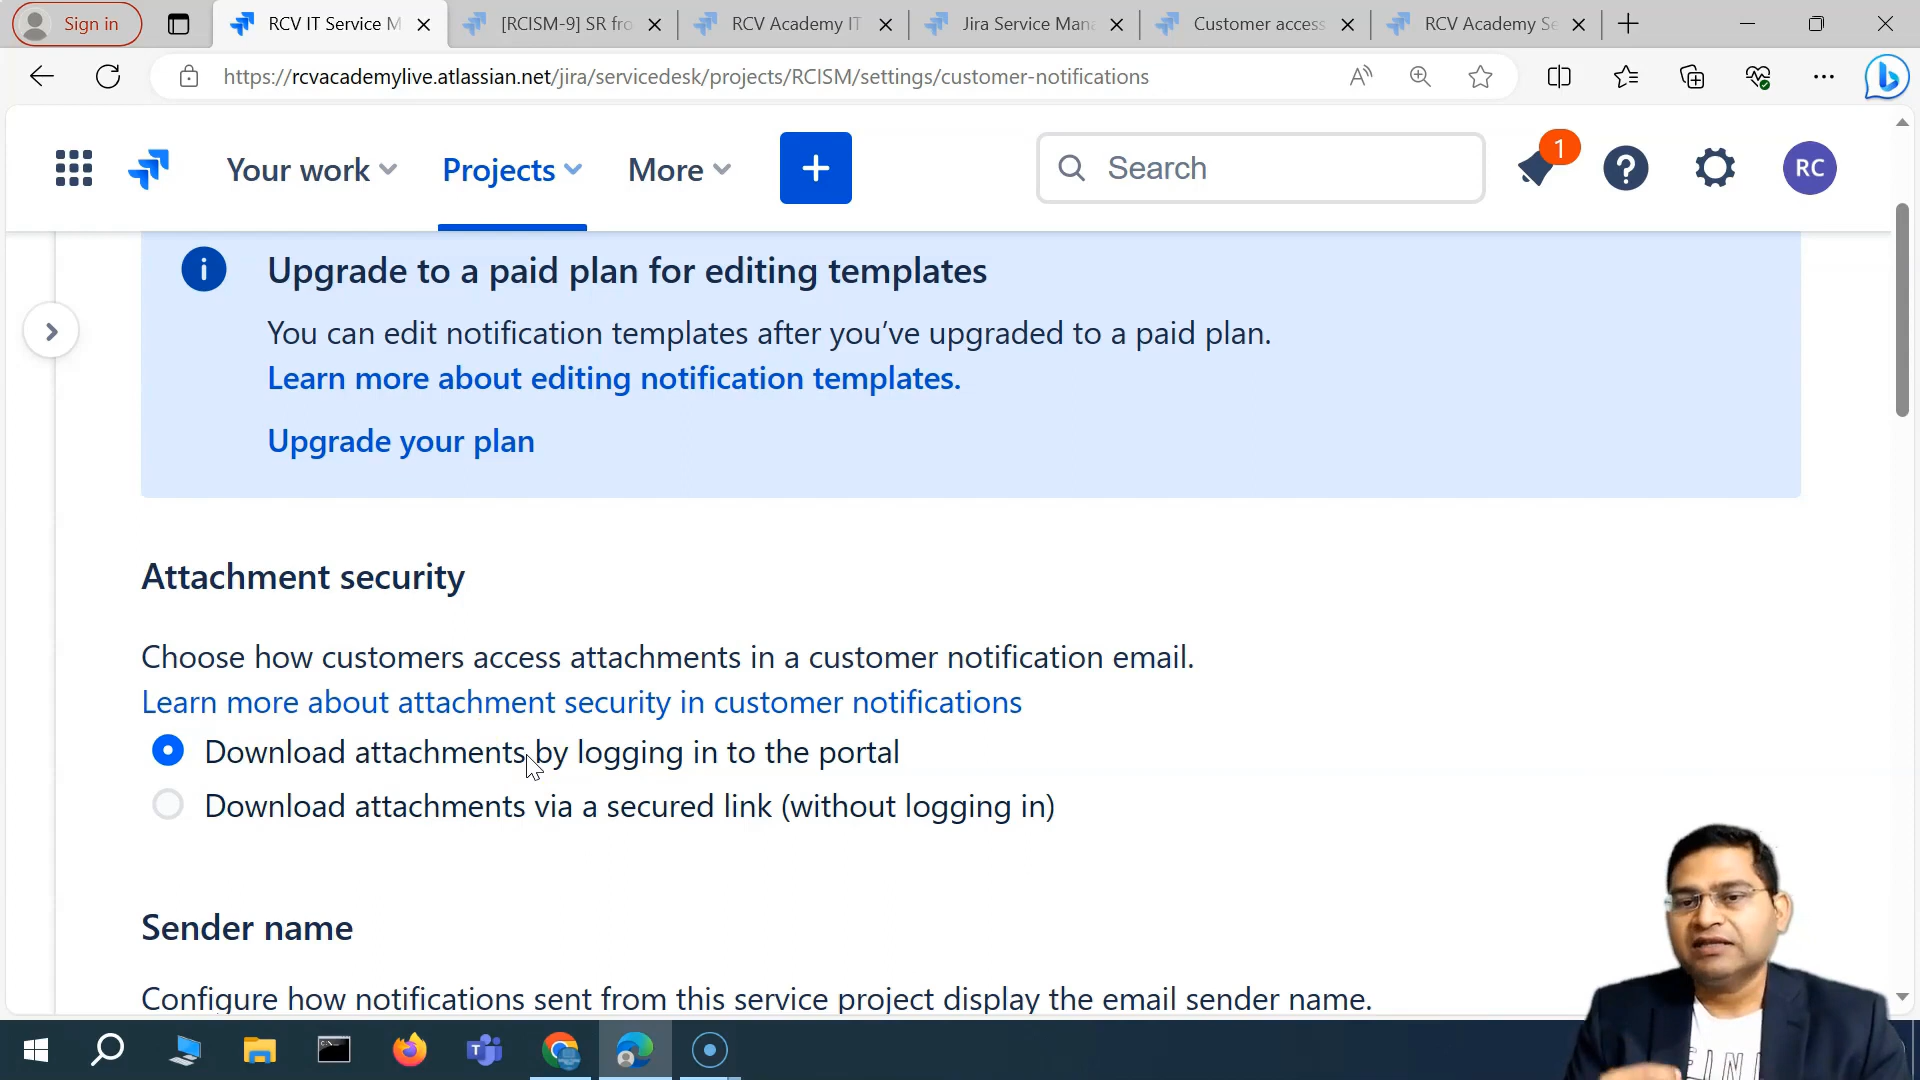 Sign in
RCV IT Service M
[RCISM-9] SR fro
RCV Academy IT
Jira Service Mana
Customer access
RCV Academy Se
https://rcvacademylive.atlassian.net/jira/servicedesk/projects/RCISM/settings/customer-notifications
Your work
Projects
More
Search
1
RC
Upgrade to a paid plan for editing templates
You can edit notification templates after you’ve upgraded to a paid plan.
Learn more about editing notification templates.
Upgrade your plan
Attachment security
Choose how customers access attachments in a customer notification email.
Learn more about attachment security in customer notifications
Download attachments by logging in to the portal
Download attachments via a secured link (without logging in)
Sender name
Configure how notifications sent from this service project display the email sender name.